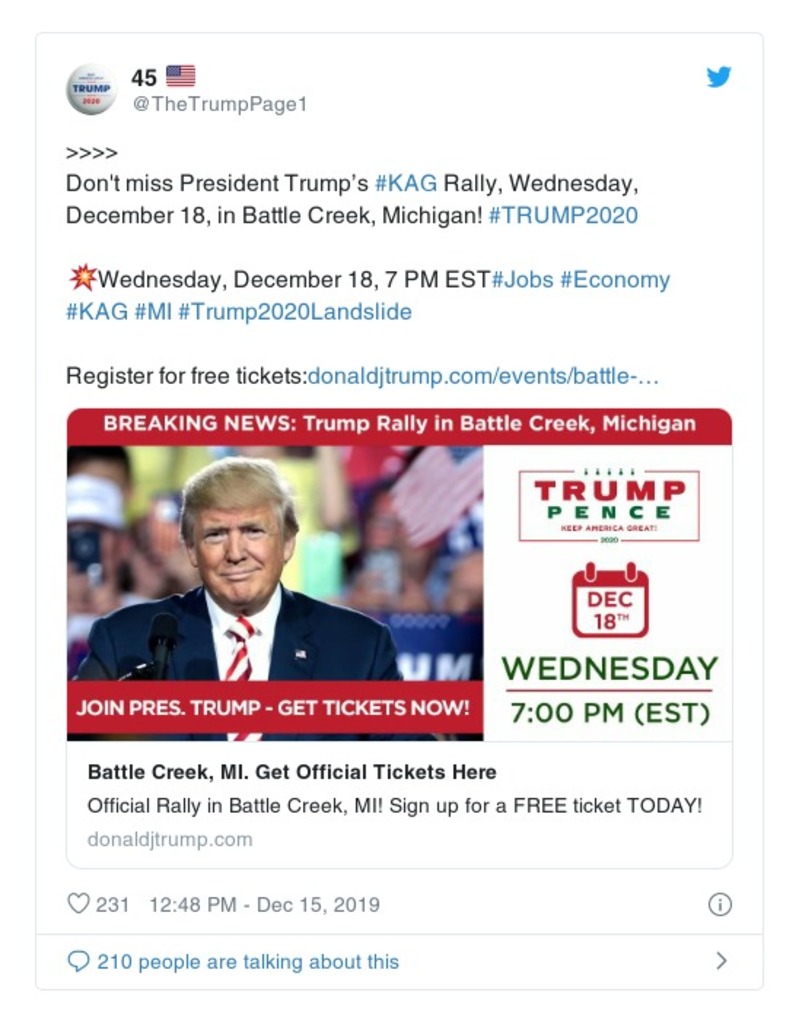 45 🇺🇸
@TheTrumpPage1
>>>>
Don't miss President Trump’s #KAG Rally, Wednesday,
December 18, in Battle Creek, Michigan! #TRUMP2020
💥Wednesday, December 18, 7 PM EST#Jobs #Economy
#KAG #MI #Trump2020Landslide
Register for free tickets:donaldjtrump.com/events/battle-…
BREAKING NEWS: Trump Rally in Battle Creek, Michigan
TRUMP
PENCE
KEEP AMERICA GREAT!
2020
DEC
18TH
WEDNESDAY
7:00 PM (EST)
JOIN PRES. TRUMP - GET TICKETS NOW!
Battle Creek, MI. Get Official Tickets Here
Official Rally in Battle Creek, MI! Sign up for a FREE ticket TODAY!
donaldjtrump.com
231 12:48 PM - Dec 15, 2019
210 people are talking about this